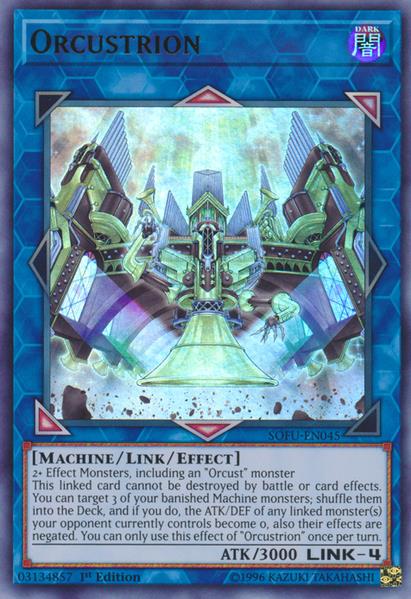 ORCUSTRION
DARK
闇
SOFU-EN045
[MACHINE/LINK/EFFECT]
2+ Effect Monsters, including an "Orcust" monster
This linked card cannot be destroyed by battle or card effects.
You can target 3 of your banished Machine monsters; shuffle them
into the Deck, and if you do, the ATK/DEF of any linked monster(s)
your opponent currently controls become 0, also their effects are
negated. You can only use this effect of "Orcustrion" once per turn.
ATK/3000 LINK-4
03134857 1st Edition ©1996 KAZUKI TAKAHASHI